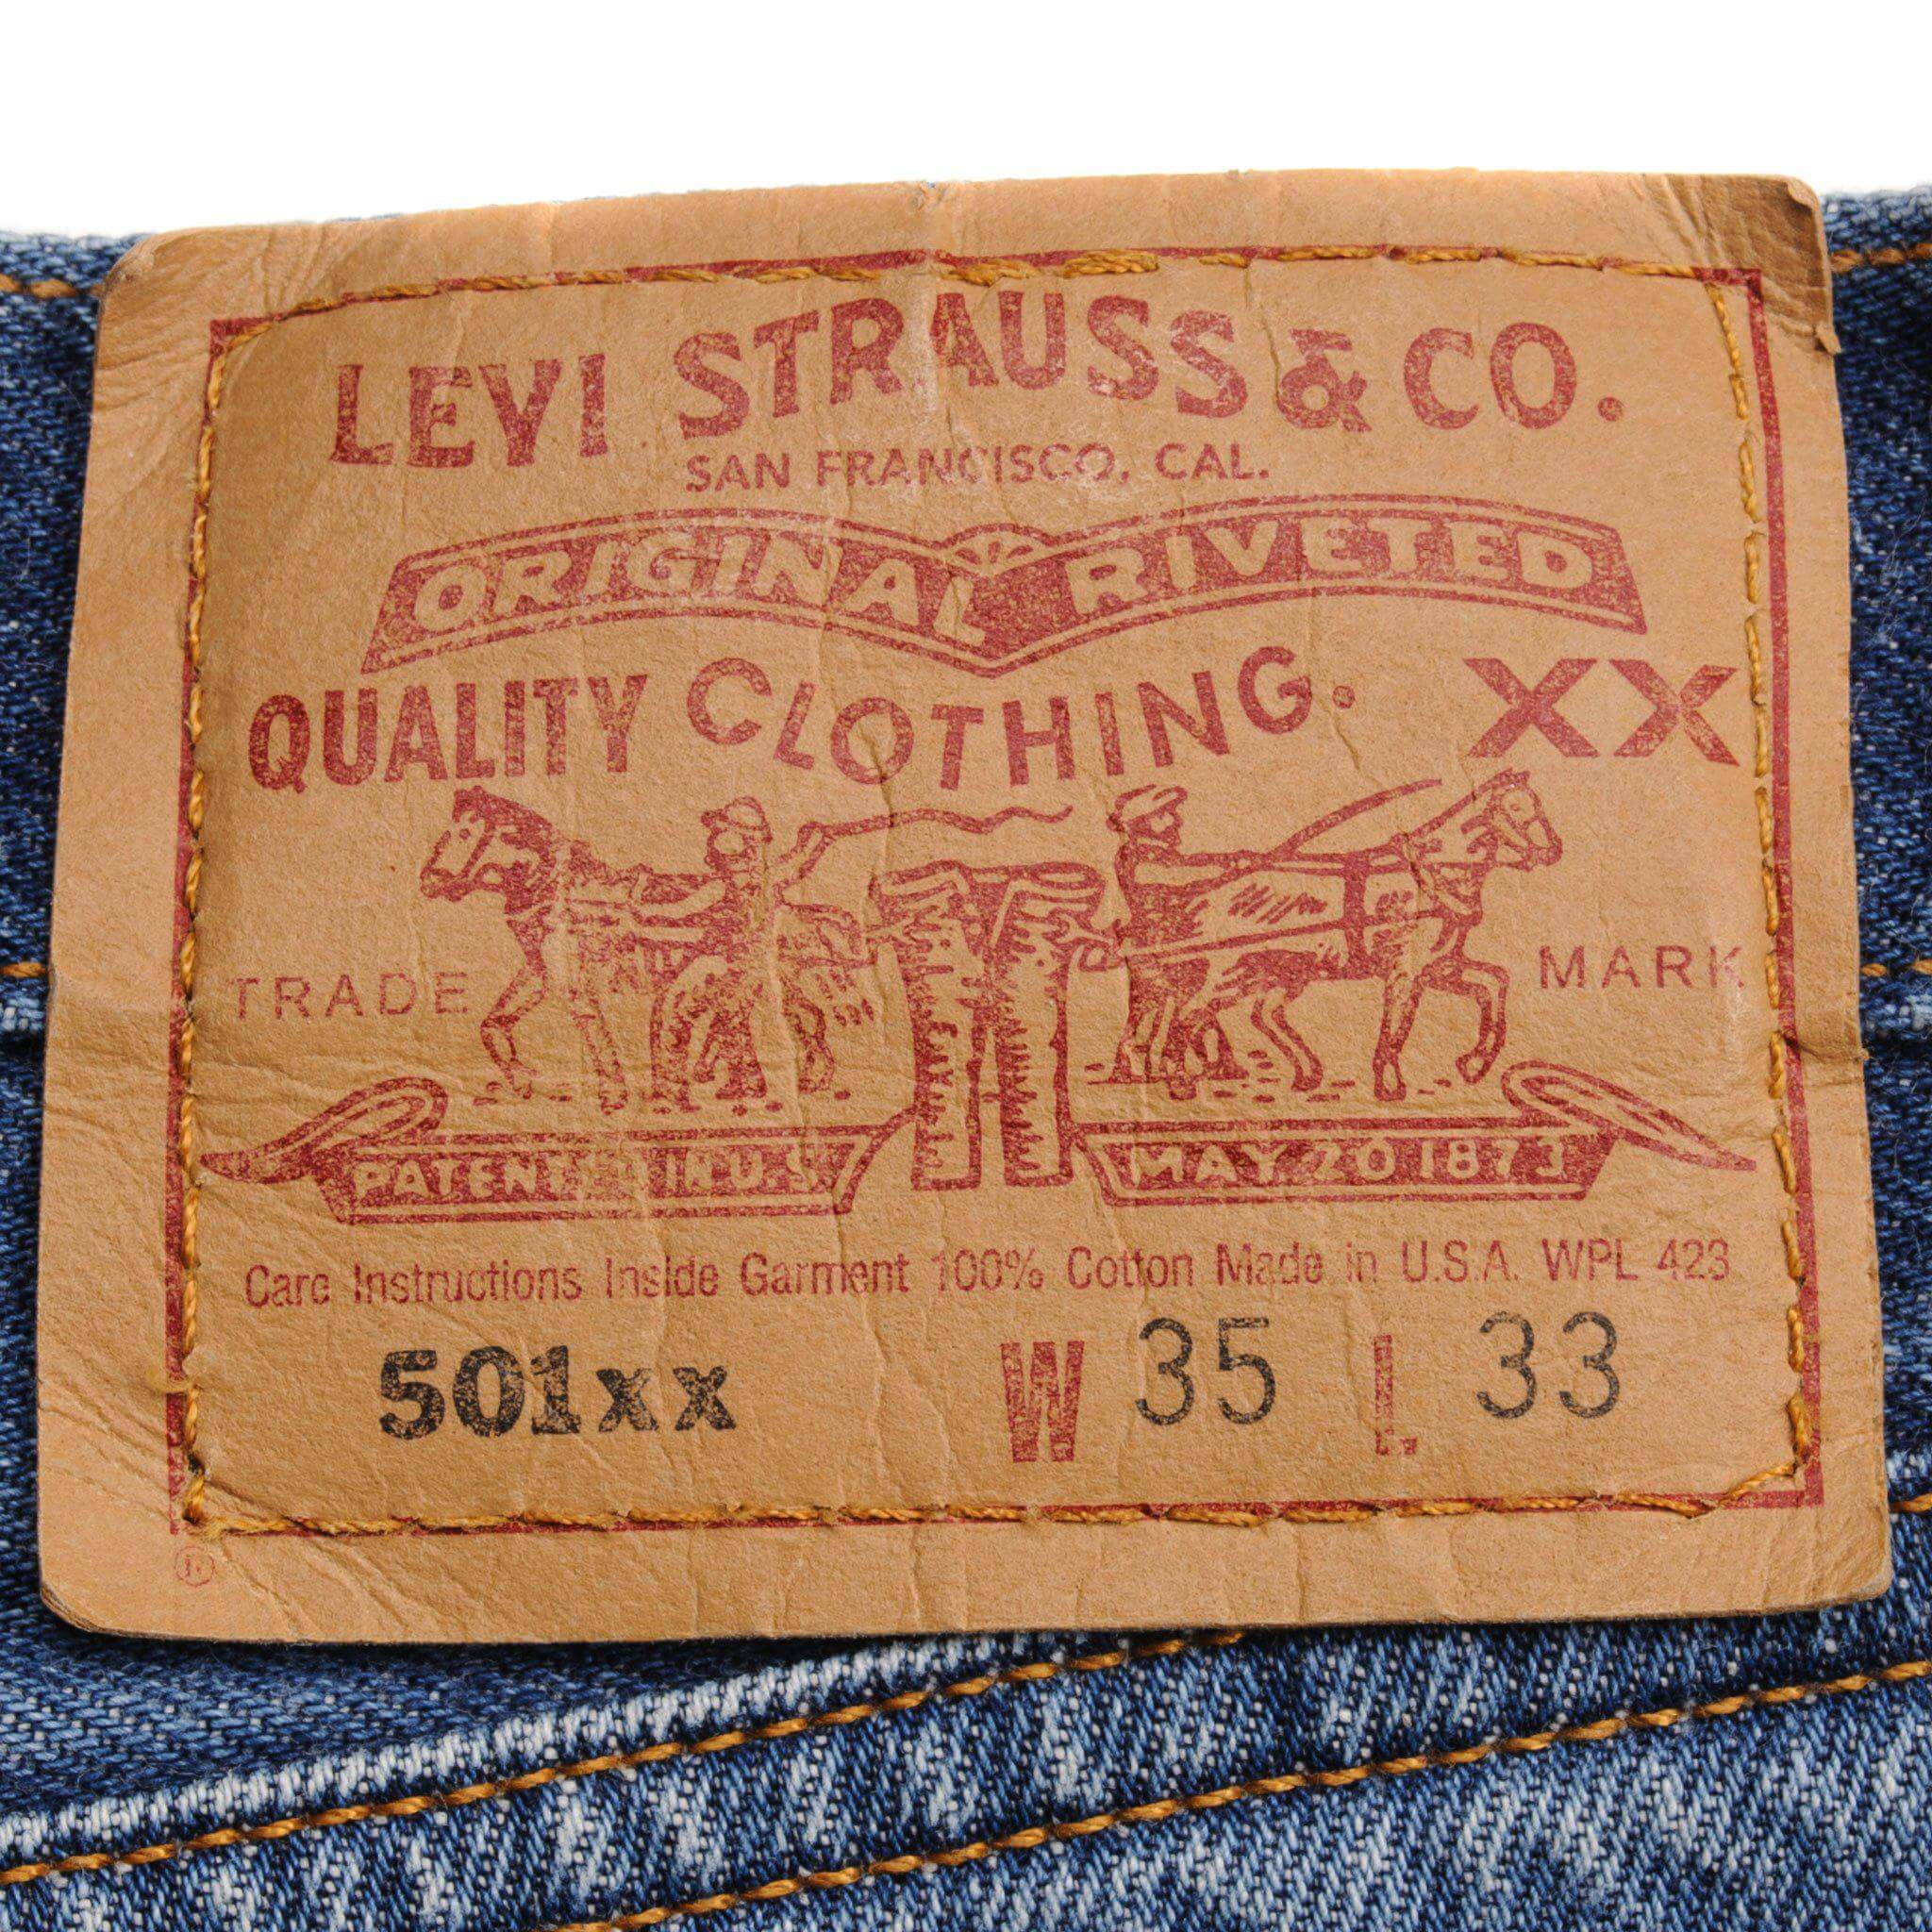 LEVI STRAUSS & CO.
SAN FRANCISCO, CAL.
ORIGINAL RIVETED
QUALITY CLOTHING. XX
TRADE MARK
PATENTED IN U.S. MAY 20 1873
Care Instructions Inside Garment 100% Cotton Made in U.S.A. WPL 423
501xx W 35 L 33
®